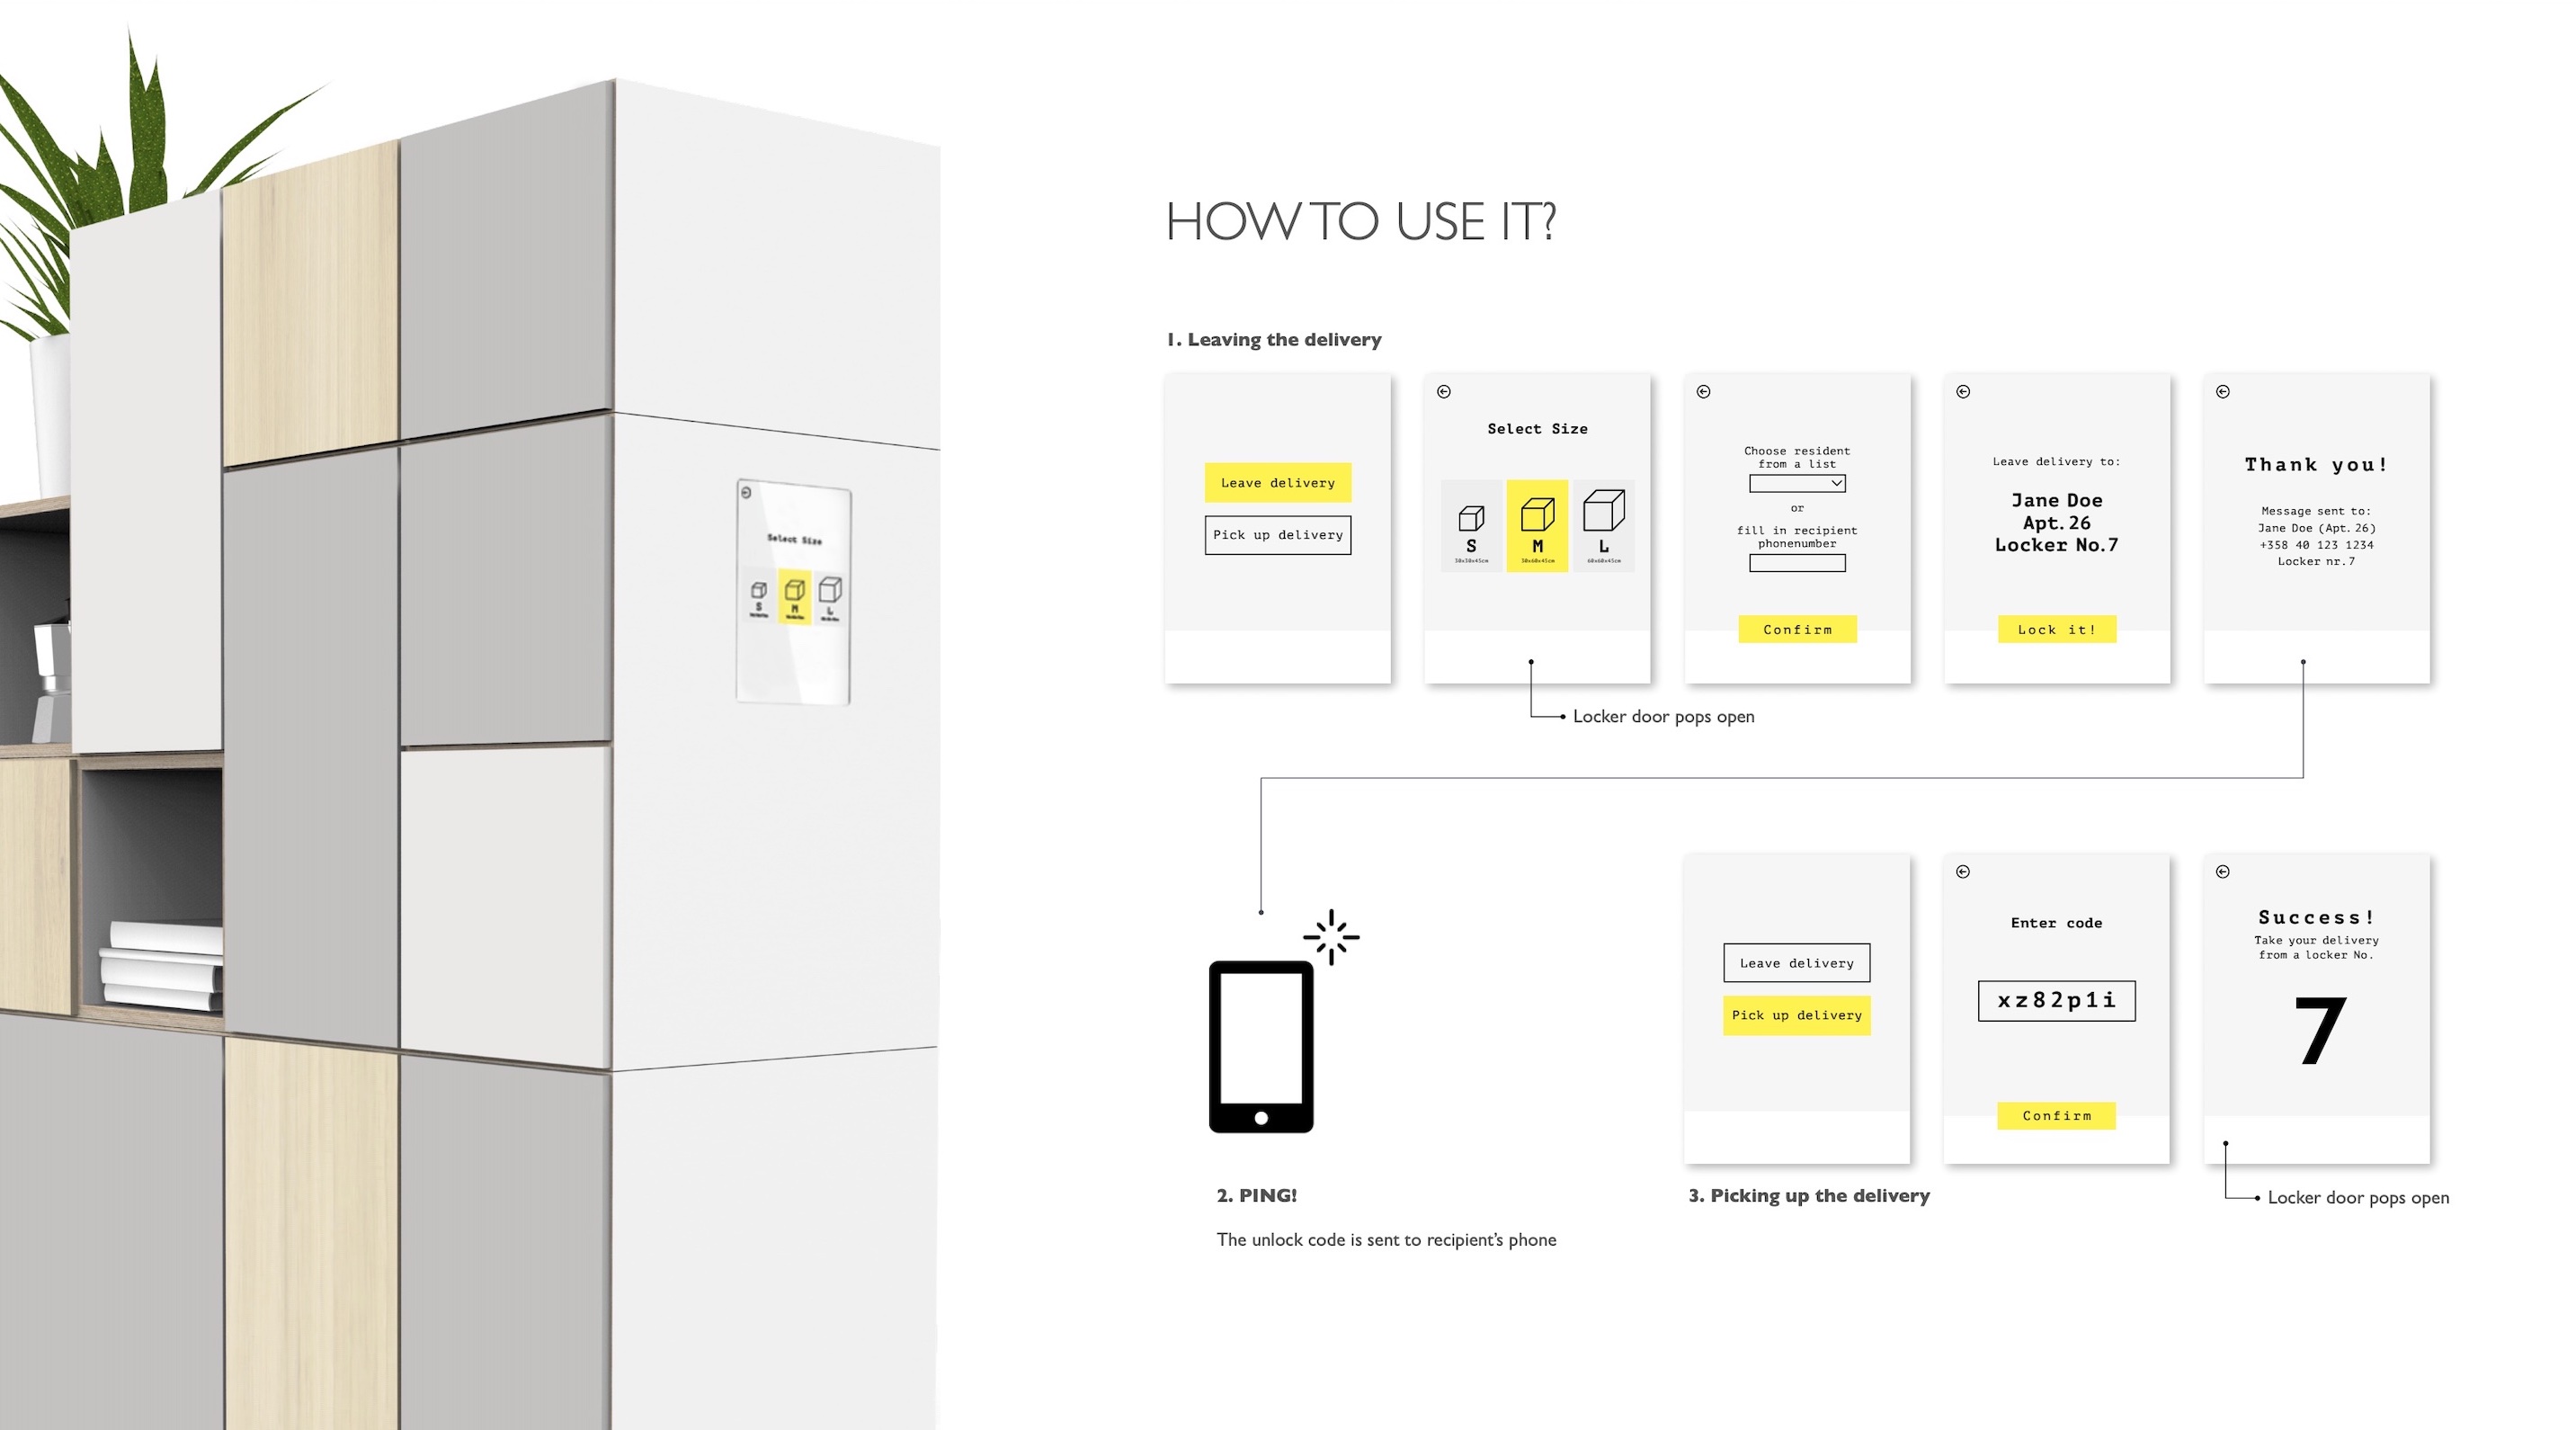 HOW TO USE IT?
1. Leaving the delivery
Leave delivery
Pick up delivery
Select Size
S
M
L
30x30x45cm
30x60x45cm
60x60x45cm
Choose resident
from a list
or
fill in recipient
phonenumber
Confirm
Leave delivery to:
Jane Doe
Apt. 26
Locker No.7
Lock it!
Thank you!
Message sent to:
Jane Doe (Apt. 26)
+358 40 123 1234
Locker nr.7
Locker door pops open
Select Size
S
M
L
2. PING!
The unlock code is sent to recipient’s phone
Leave delivery
Pick up delivery
3. Picking up the delivery
Enter code
xz82p1i
Confirm
Success!
Take your delivery
from a locker No.
7
Locker door pops open